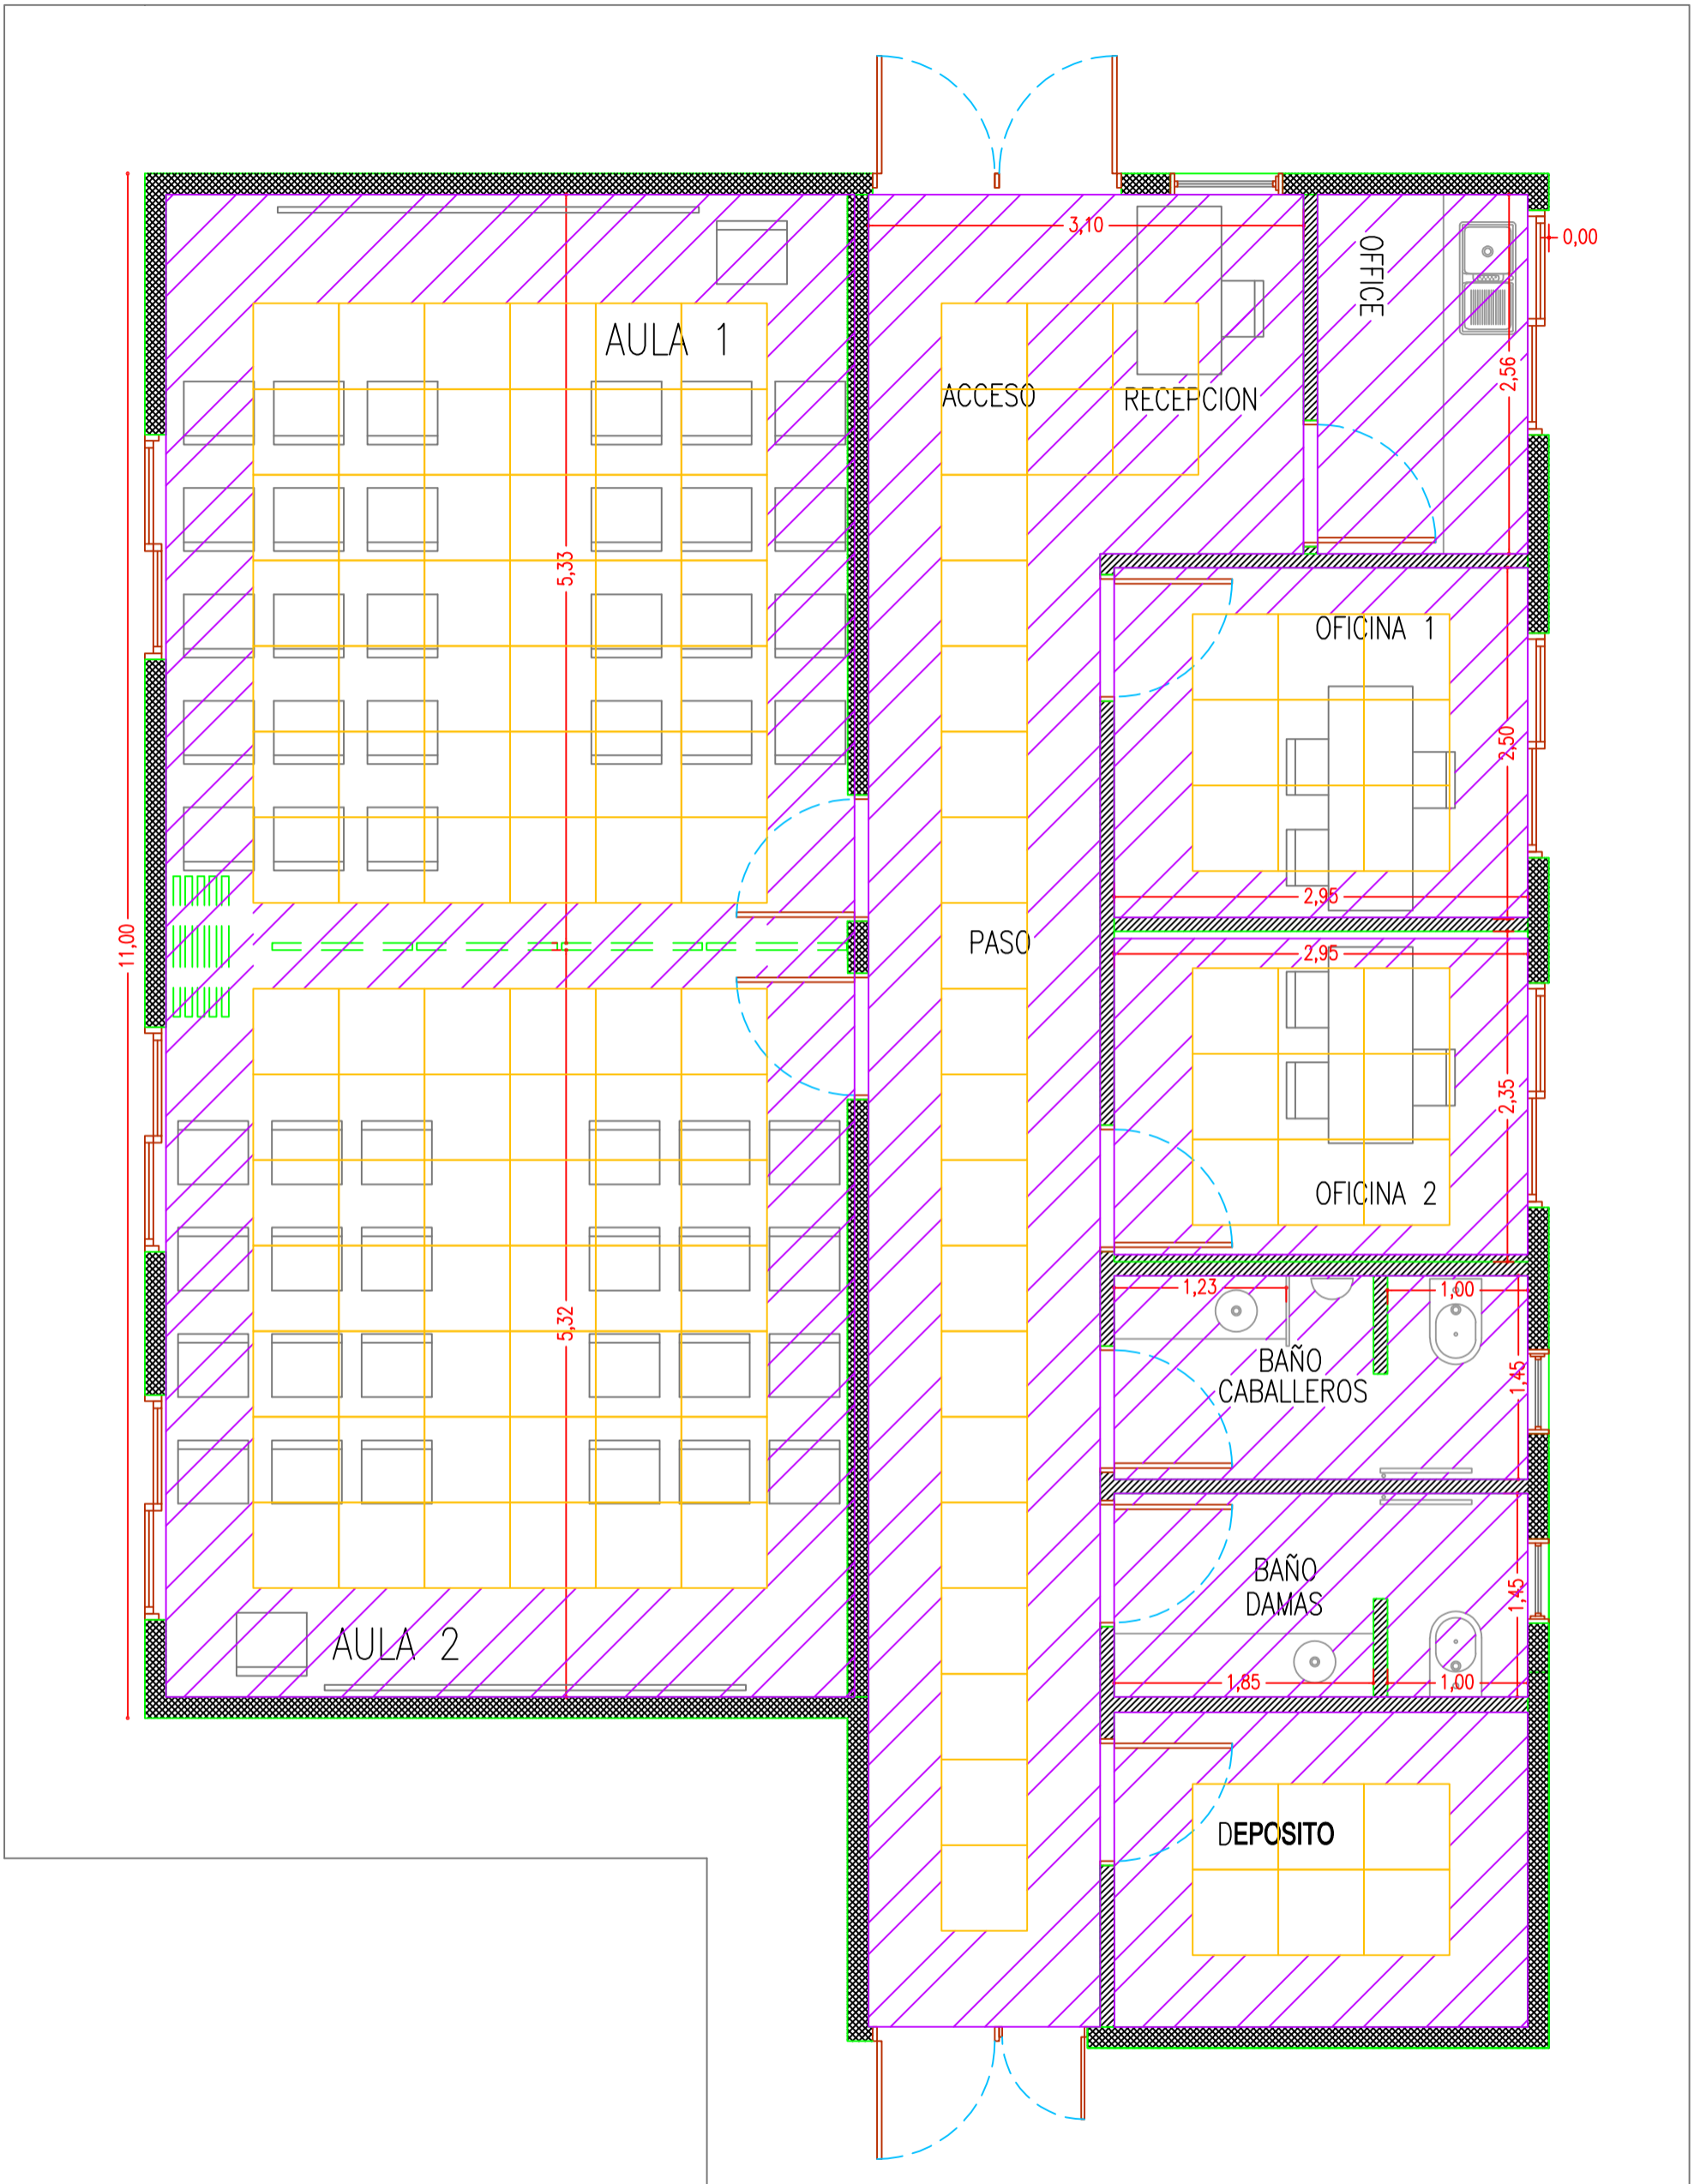 3,10
0,00
OFFICE
AULA 1
2,56
ACCESO
RECEPCION
5,33
OFICINA 1
2,50
2,95
11,00
PASO
2,95
2,35
OFICINA 2
1,23
1,00
5,32
BAÑO
CABALLEROS
1,45
BAÑO
DAMAS
1,45
AULA 2
1,85
1,00
DEPOSITO